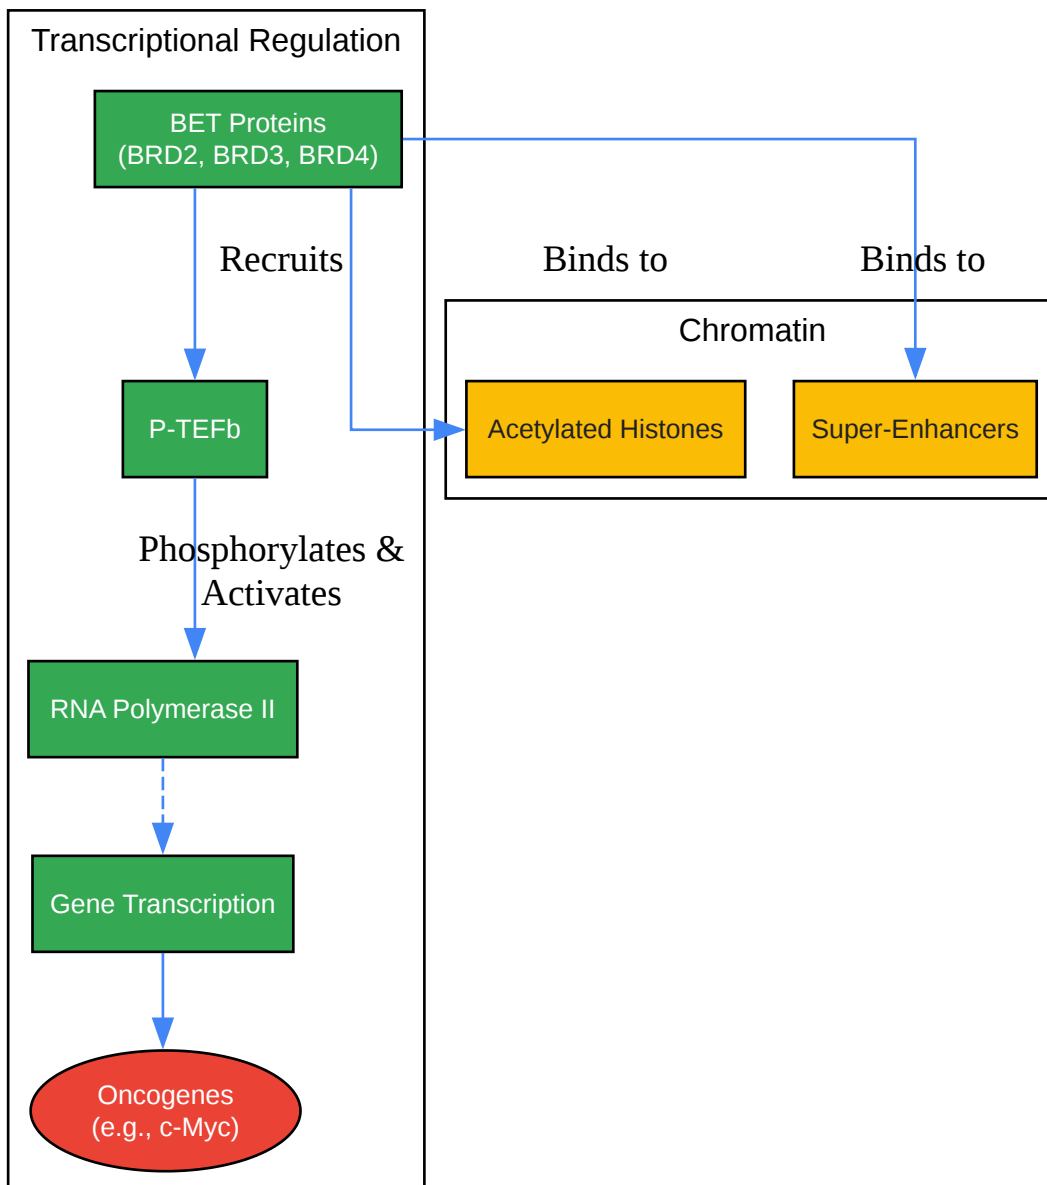 Transcriptional Regulation
BET Proteins
(BRD2, BRD3, BRD4)
Recruits
Binds to
Binds to
Chromatin
P-TEFb
Acetylated Histones
Super-Enhancers
Phosphorylates &
Activates
RNA Polymerase II
Gene Transcription
Oncogenes
(e.g., c-Myc)